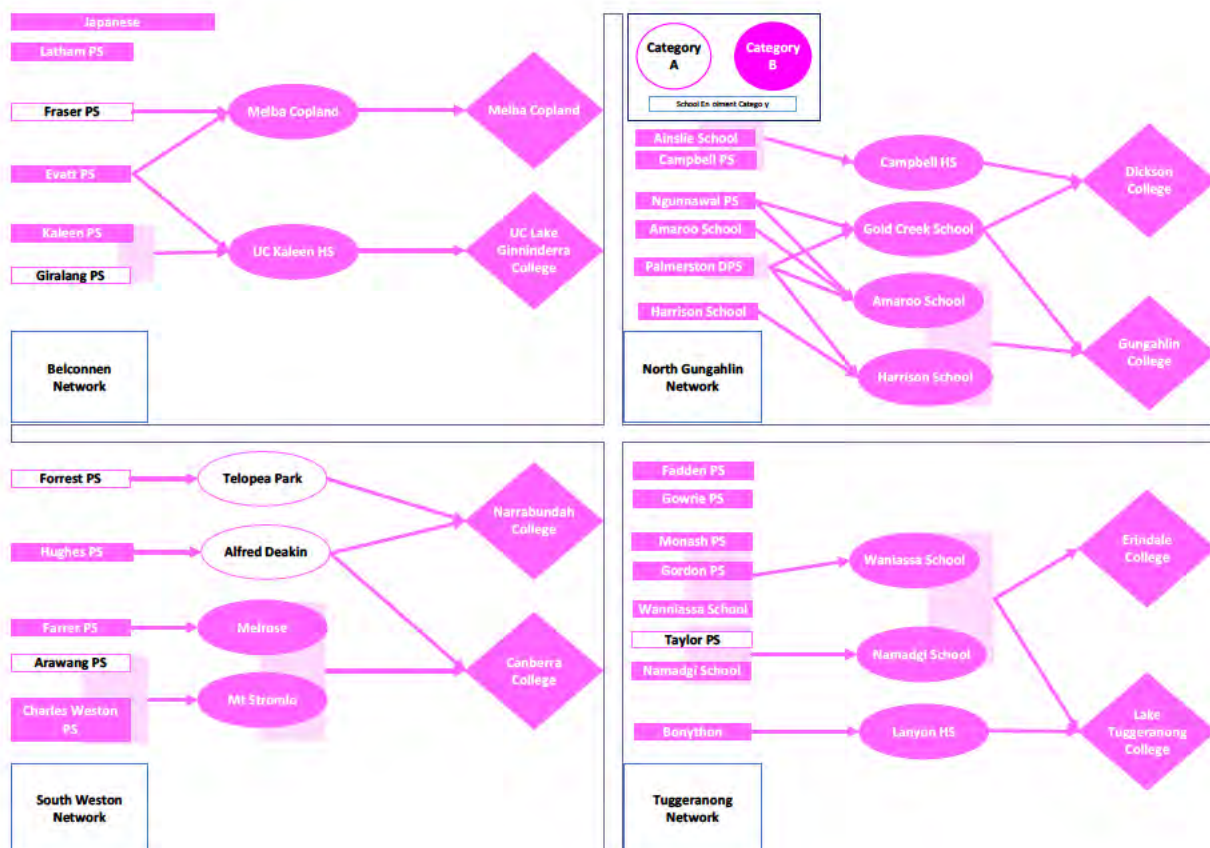 Japanese
Latham PS
Fraser PS
Evatt PS
Kaleen PS
Giralang PS
Melba Copland
UC Kaleen HS
Melba Copland
UC Lake
Ginninderra
College
Belconnen
Network
Category
A
Category
B
School En olment Catego y
Ainslie School
Campbell PS
Ngunnawal PS
Amaroo School
Palmerston DPS
Harrison School
Campbell HS
Gold Creek School
Amaroo School
Harrison School
Dickson
College
Gungahlin
College
North Gungahlin
Network
Forrest PS
Hughes PS
Farrer PS
Arawang PS
Charles Weston
PS
Telopea Park
Alfred Deakin
Melrose
Mt Stromlo
Narrabundah
College
Canberra
College
South Weston
Network
Fadden PS
Gowrie PS
Monash PS
Gordon PS
Wanniassa School
Taylor PS
Namadgi School
Bonython
Waniassa School
Namadgi School
Lanyon HS
Erindale
College
Lake
Tuggeranong
College
Tuggeranong
Network